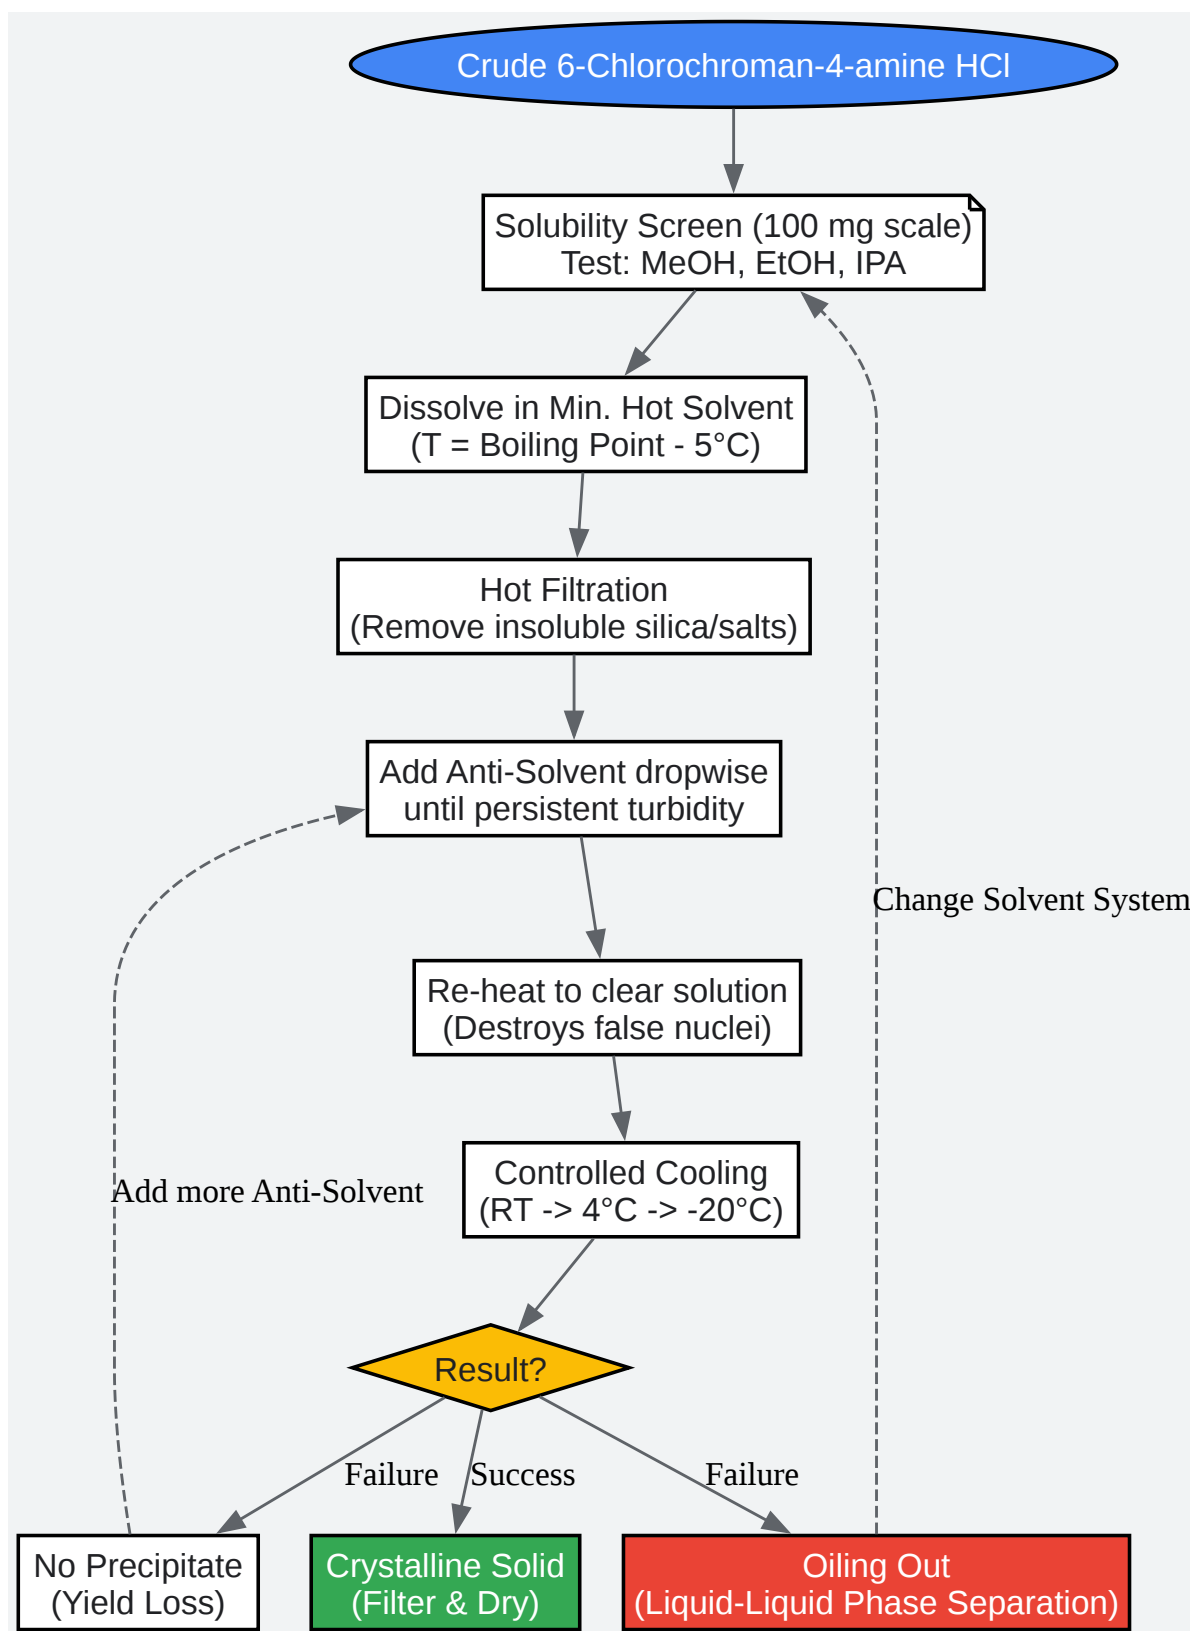 Crude 6-Chlorochroman-4-amine HCl
Solubility Screen (100 mg scale)
Test: MeOH, EtOH, IPA
Dissolve in Min. Hot Solvent
(T = Boiling Point - 5°C)
Hot Filtration
(Remove insoluble silica/salts)
Add Anti-Solvent dropwise
until persistent turbidity
Change Solvent System
Re-heat to clear solution
(Destroys false nuclei)
Controlled Cooling
(RT -> 4°C -> -20°C)
Add more Anti-Solvent
Result?
Failure
Success
Failure
No Precipitate
(Yield Loss)
Crystalline Solid
(Filter & Dry)
Oiling Out
(Liquid-Liquid Phase Separation)